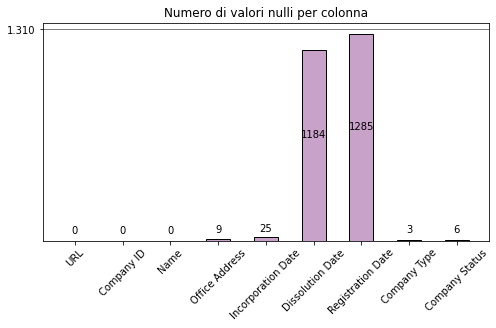 Numero di valori nulli per colonna
1.310
0
0
0
9
25
1184
1285
3
6
URL
Company ID
Name
Office Address
Incorporation Date
Dissolution Date
Registration Date
Company Type
Company Status